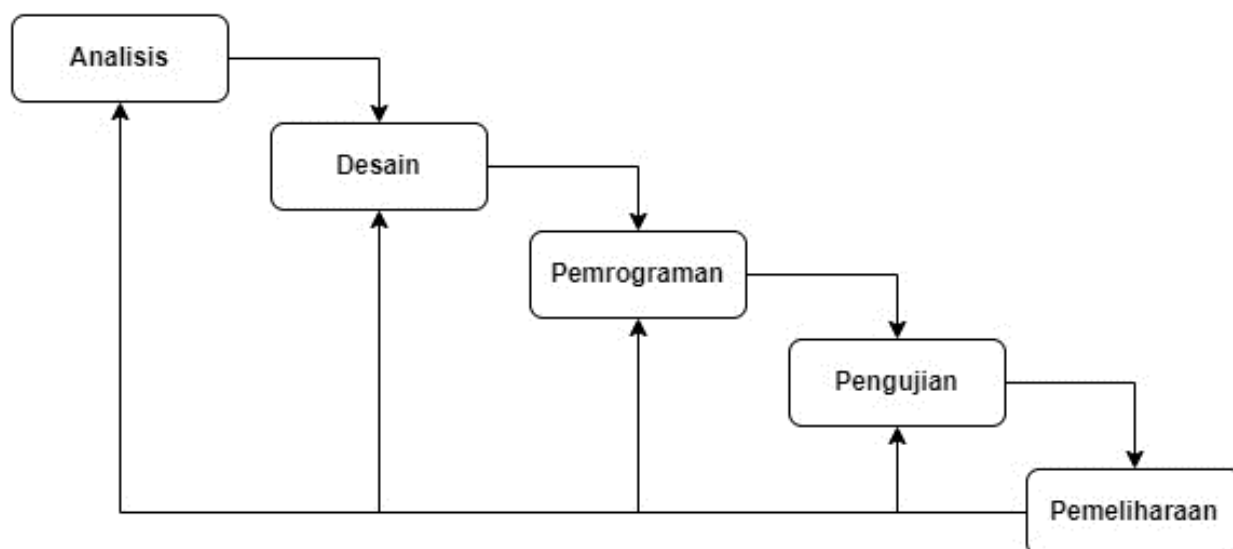 Analisis
Desain
Pemrograman
Pengujian
Pemeliharaan